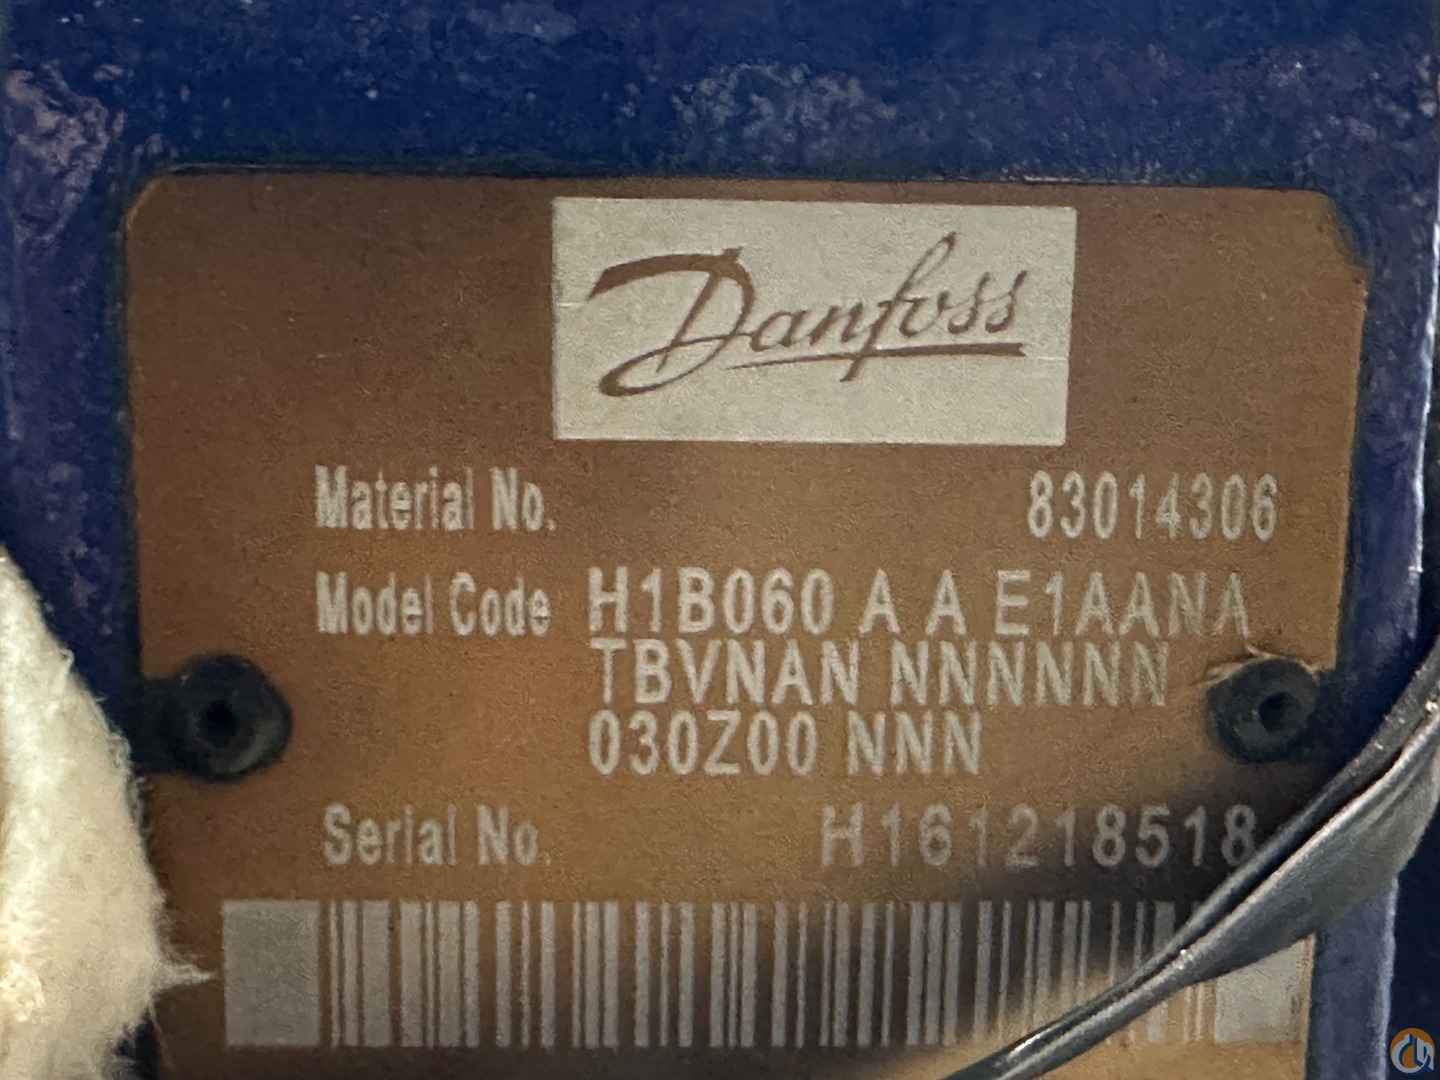 Danfoss
Material No. 83014306
Model Code H1B060 A A E1AANA
TBVNAN NNNNNN
030Z00 NNN
Serial No. H161218518